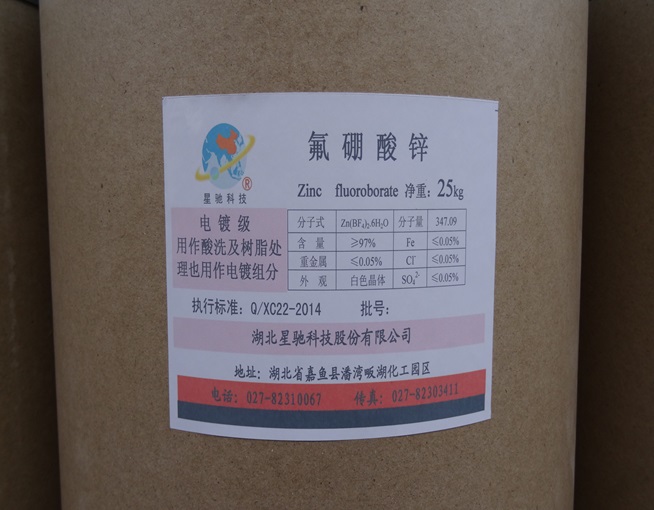 氟硼酸锌
星驰科技 ®
Zinc fluoroborate 净重: 25kg
电镀级
用作酸洗及树脂处
理也用作电镀组分
分子式 Zn(BF₄)₂.6H₂O 分子量 347.09
含量 ≥97% Fe ≤0.05%
重金属 ≤0.05% Cl⁻ ≤0.05%
外观 白色晶体 SO₄²⁻ ≤0.05%
执行标准: Q/XC22-2014 批号:
湖北星驰科技股份有限公司
地址: 湖北省嘉鱼县潘湾畈湖化工园区
电话: 027-82310067 传真: 027-82303411